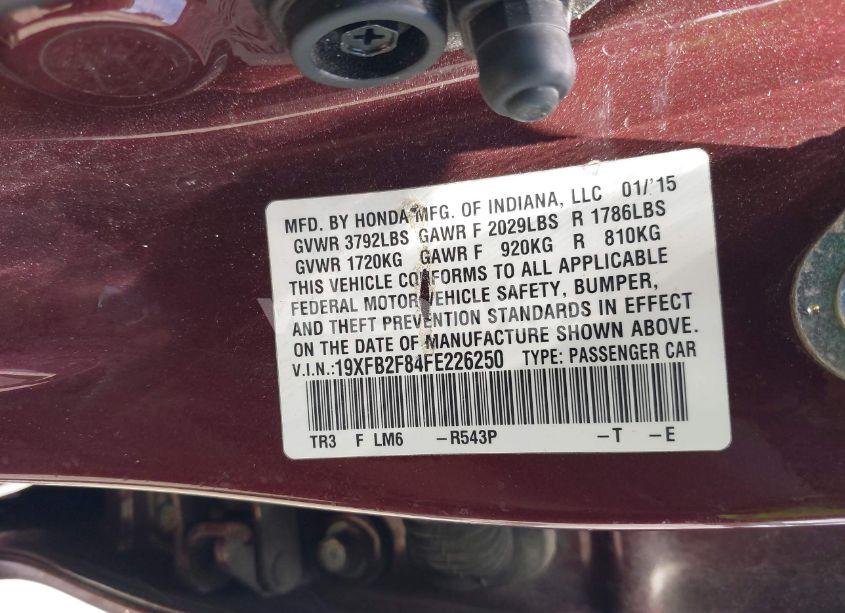 MFD. BY HONDA MFG. OF INDIANA, LLC 01/'15
GVWR 3792LBS GAWR F 2029LBS R 1786LBS
GVWR 1720KG GAWR F 920KG R 810KG
THIS VEHICLE CONFORMS TO ALL APPLICABLE
FEDERAL MOTOR VEHICLE SAFETY, BUMPER,
AND THEFT PREVENTION STANDARDS IN EFFECT
ON THE DATE OF MANUFACTURE SHOWN ABOVE.
V.I.N.:19XFB2F84FE226250 TYPE: PASSENGER CAR
TR3 F LM6 -R543P -T -E